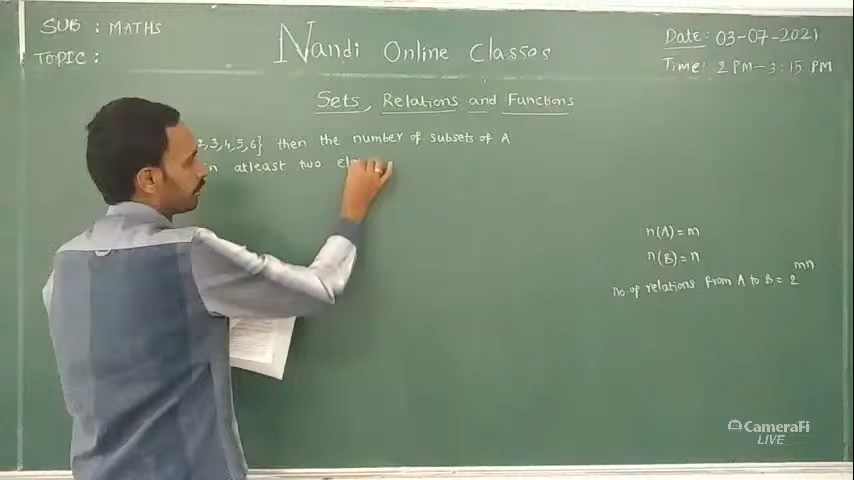 SUB : MATHS
TOPIC :
Nandi Online Classes
Date: 03-07-2021
Time: 2 PM-3:15 PM
Sets, Relations and Functions
2,3,4,5,6} then the number of subsets of A
n atleast two ele
n(A)=m
n(B)=n
no.of relations from A to B = 2^mn
CameraFi
LIVE